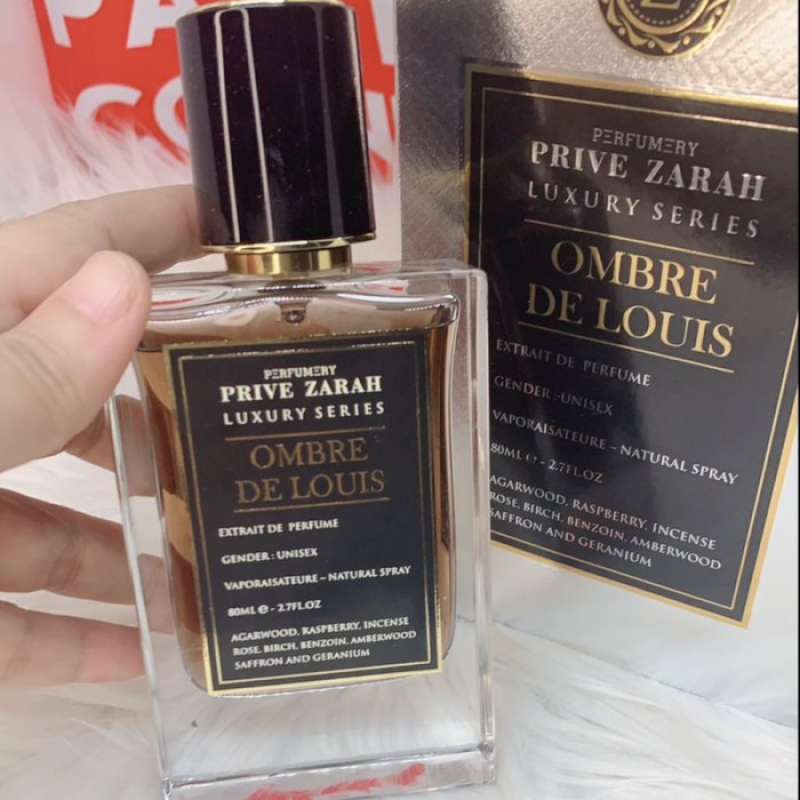 PERFUMERY
PRIVE ZARAH
LUXURY SERIES
OMBRE
DE LOUIS
EXTRAIT DE PERFUME
GENDER : UNISEX
VAPORAISATEURE – NATURAL SPRAY
80ML e - 2.7FL.OZ
AGARWOOD, RASPBERRY, INCENSE
ROSE, BIRCH, BENZOIN, AMBERWOOD
SAFFRON AND GERANIUM
PERFUMERY
PRIVE ZARAH
LUXURY SERIES
OMBRE
DE LOUIS
EXTRAIT DE PERFUME
GENDER :-UNISEX
VAPORAISATEURE – NATURAL SPRAY
80ML e - 2.7FLOZ
AGARWOOD, RASPBERRY, INCENSE
ROSE, BIRCH, BENZOIN, AMBERWOOD
SAFFRON AND GERANIUM